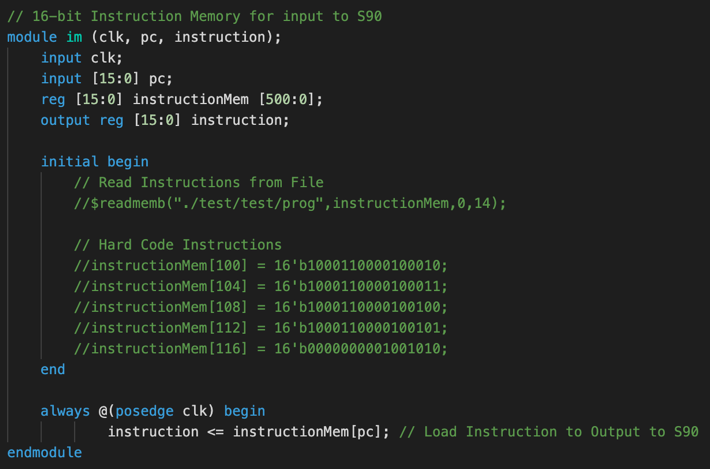 // 16-bit Instruction Memory for input to S90
module im (clk, pc, instruction);
    input clk;
    input [15:0] pc;
    reg [15:0] instructionMem [500:0];
    output reg [15:0] instruction;

    initial begin
        // Read Instructions from File
        //$readmemb("./test/test/prog",instructionMem,0,14);

        // Hard Code Instructions
        //instructionMem[100] = 16'b1000110000100010;
        //instructionMem[104] = 16'b1000110000100011;
        //instructionMem[108] = 16'b1000110000100100;
        //instructionMem[112] = 16'b1000110000100101;
        //instructionMem[116] = 16'b0000000001001010;
    end

    always @(posedge clk) begin
            instruction <= instructionMem[pc]; // Load Instruction to Output to S90
endmodule